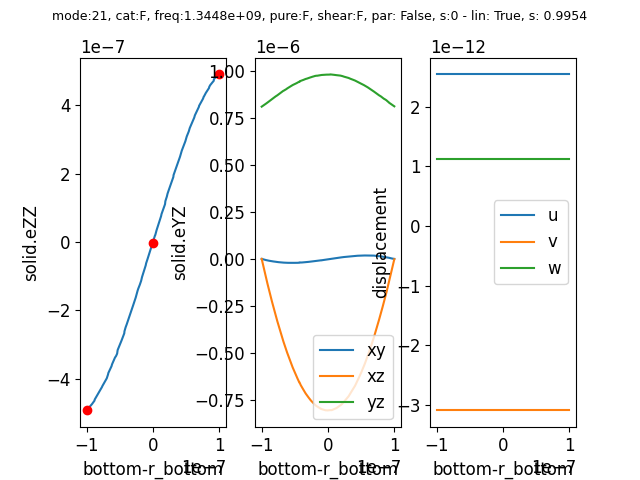 mode:21, cat:F, freq:1.3448e+09, pure:F, shear:F, par: False, s:0 - lin: True, s: 0.9954
1e−7
1e−6
1e−12
solid.eZZ
4
2
0
−2
−4
−1
0
1
1e−7
bottom-r_bottom
solid.eYZ
1.00
0.75
0.50
0.25
0.00
−0.25
−0.50
−0.75
xy
xz
yz
−1
0
1
1e−7
bottom-r_bottom
displacement
2
1
0
−1
−2
−3
u
v
w
−1
0
1
1e−7
bottom-r_bottom